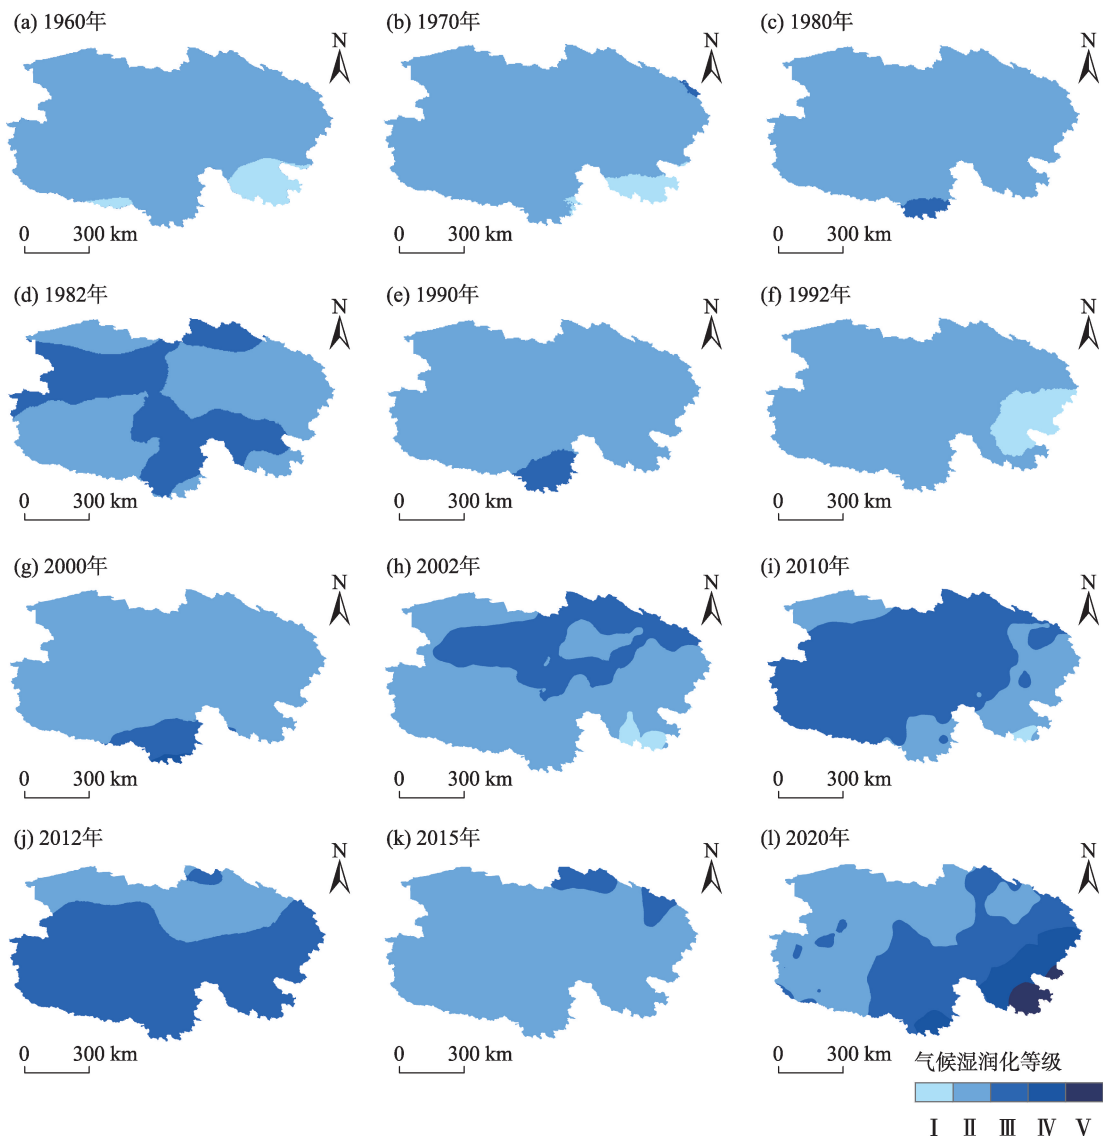 (a) 1960年
(b) 1970年
(c) 1980年
N
N
N
0 300 km
0 300 km
0 300 km
(d) 1982年
(e) 1990年
(f) 1992年
N
N
N
0 300 km
0 300 km
0 300 km
(g) 2000年
(h) 2002年
(i) 2010年
N
N
N
0 300 km
0 300 km
0 300 km
(j) 2012年
(k) 2015年
(l) 2020年
N
N
N
0 300 km
0 300 km
0 300 km
气候湿润化等级
Ⅰ Ⅱ Ⅲ Ⅳ Ⅴ